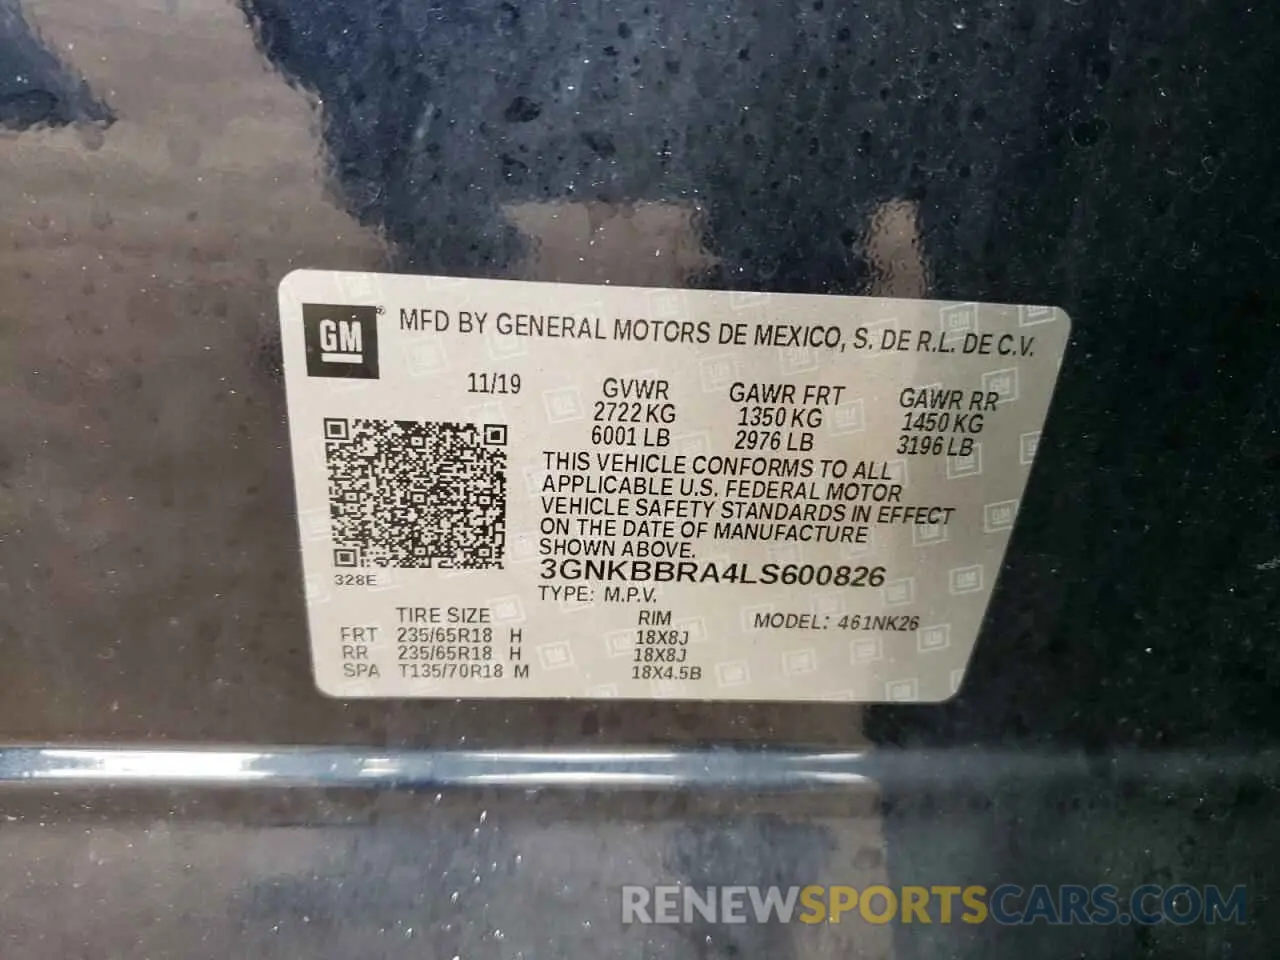 GM ® MFD BY GENERAL MOTORS DE MEXICO, S. DE R.L. DE C.V.
11/19 GVWR GAWR FRT GAWR RR
2722 KG 1350 KG 1450 KG
6001 LB 2976 LB 3196 LB
THIS VEHICLE CONFORMS TO ALL
APPLICABLE U.S. FEDERAL MOTOR
VEHICLE SAFETY STANDARDS IN EFFECT
ON THE DATE OF MANUFACTURE
SHOWN ABOVE.
328E 3GNKBBRA4LS600826
TYPE: M.P.V.
TIRE SIZE RIM MODEL: 461NK26
FRT 235/65R18 H 18X8J
RR 235/65R18 H 18X8J
SPA T135/70R18 M 18X4.5B
RENEWSPORTSCARS.COM